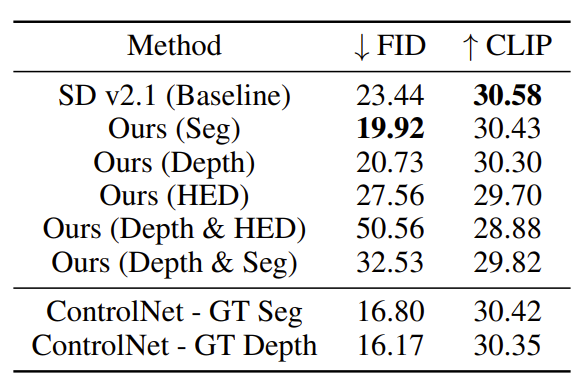 Method ↓ FID ↑ CLIP
SD v2.1 (Baseline) 23.44 30.58
Ours (Seg) 19.92 30.43
Ours (Depth) 20.73 30.30
Ours (HED) 27.56 29.70
Ours (Depth & HED) 50.56 28.88
Ours (Depth & Seg) 32.53 29.82
ControlNet - GT Seg 16.80 30.42
ControlNet - GT Depth 16.17 30.35